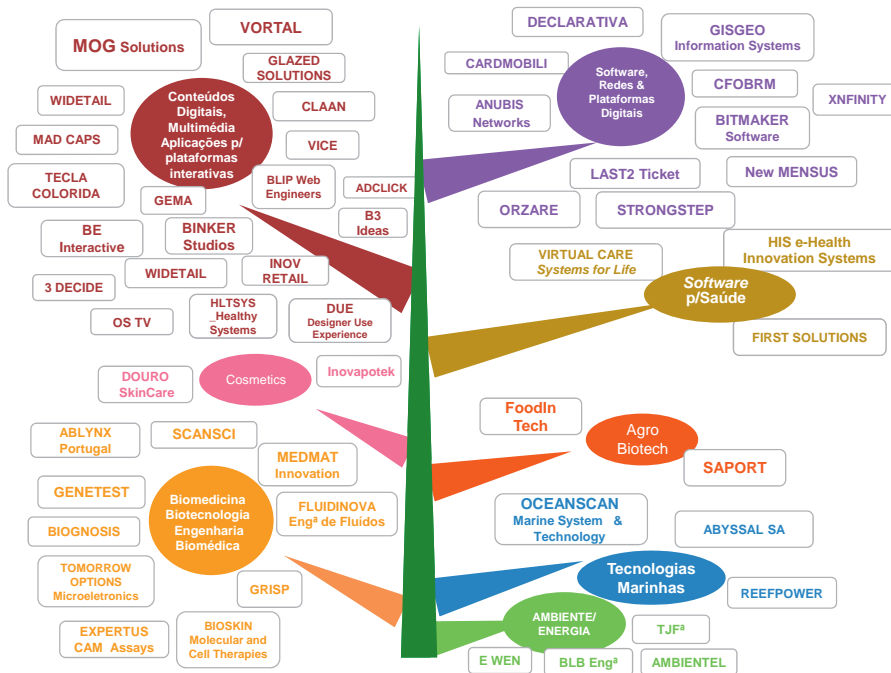 MOG Solutions
VORTAL
GLAZED
SOLUTIONS
WIDETAIL
Conteúdos
Digitais,
Multimédia
Aplicações p/
plataformas
interativas
CLAAN
MAD CAPS
VICE
TECLA
COLORIDA
GEMA
BLIP Web
Engineers
ADCLICK
B3
Ideas
BE
Interactive
BINKER
Studios
WIDETAIL
INOV
RETAIL
3 DECIDE
OS TV
HLTSYS
_Healthy
Systems
DUE
Designer Use
Experience
DOURO
SkinCare
Cosmetics
Inovapotek
ABLYNX
Portugal
SCANSCI
MEDMAT
Innovation
GENETEST
Biomedicina
Biotecnologia
Engenharia
Biomédica
FLUIDINOVA
Engª de Fluídos
BIOGNOSIS
TOMORROW
OPTIONS
Microeletronics
GRISP
EXPERTUS
CAM Assays
BIOSKIN
Molecular and
Cell Therapies
DECLARATIVA
GISGEO
Information Systems
CARDMOBILI
Software,
Redes &
Plataformas
Digitais
CFOBRM
XNFINITY
ANUBIS
Networks
BITMAKER
Software
LAST2 Ticket
New MENSUS
ORZARE
STRONGSTEP
VIRTUAL CARE
Systems for Life
HIS e-Health
Innovation Systems
Software
p/Saúde
FIRST SOLUTIONS
FoodIn
Tech
Agro
Biotech
SAPORT
OCEANSCAN
Marine System &
Technology
ABYSSAL SA
Tecnologias
Marinhas
REEFPOWER
AMBIENTE/
ENERGIA
TJFª
E WEN
BLB Engª
AMBIENTEL